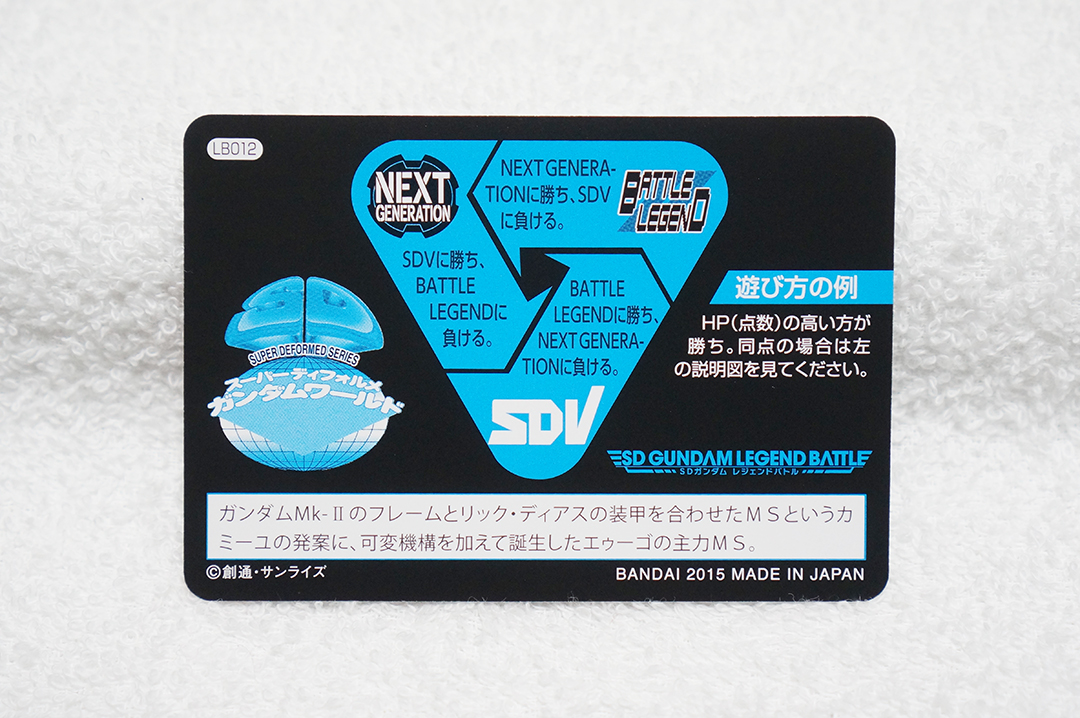 LB012
NEXT
GENERATION
NEXT GENERA-
TIONに勝ち、SDV
に負ける。
BATTLE
LEGEND
SDVに勝ち、
BATTLE
LEGENDに
負ける。
BATTLE
LEGENDに勝ち、
NEXT GENERA-
TIONに負ける。
SDV
SUPER DEFORMED SERIES
スーパーディフォルメ
ガンダムワールド
遊び方の例
HP(点数)の高い方が
勝ち。同点の場合は左
の説明図を見てください。
SD GUNDAM LEGEND BATTLE
SDガンダム レジェンドバトル
ガンダムMk-Ⅱのフレームとリック・ディアスの装甲を合わせたMSというカ
ミーユの発案に、可変機構を加えて誕生したエゥーゴの主力MS。
©創通・サンライズ
BANDAI 2015 MADE IN JAPAN